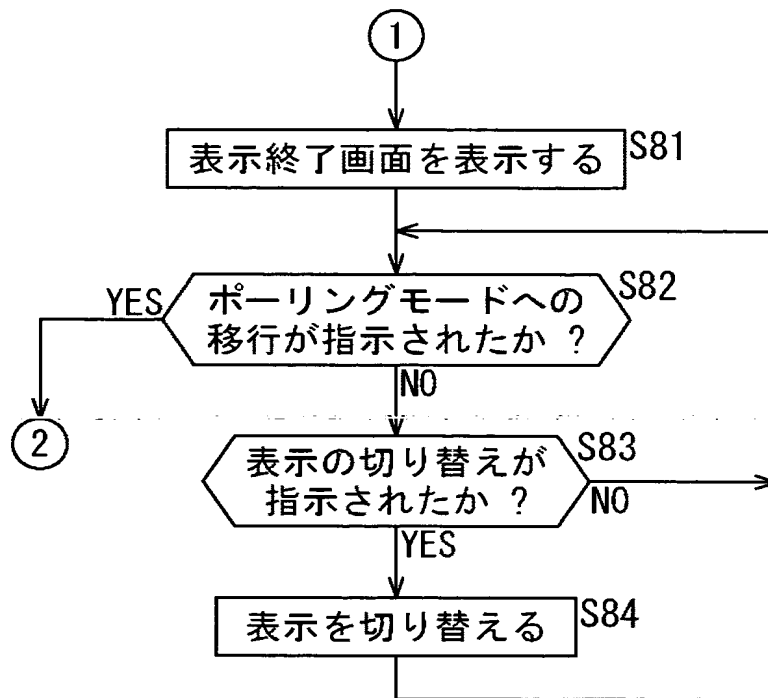 1
表示終了画面を表示する
S81
ポーリングモードへの
移行が指示されたか ?
S82
YES
NO
2
表示の切り替えが
指示されたか ?
S83
NO
YES
表示を切り替える
S84